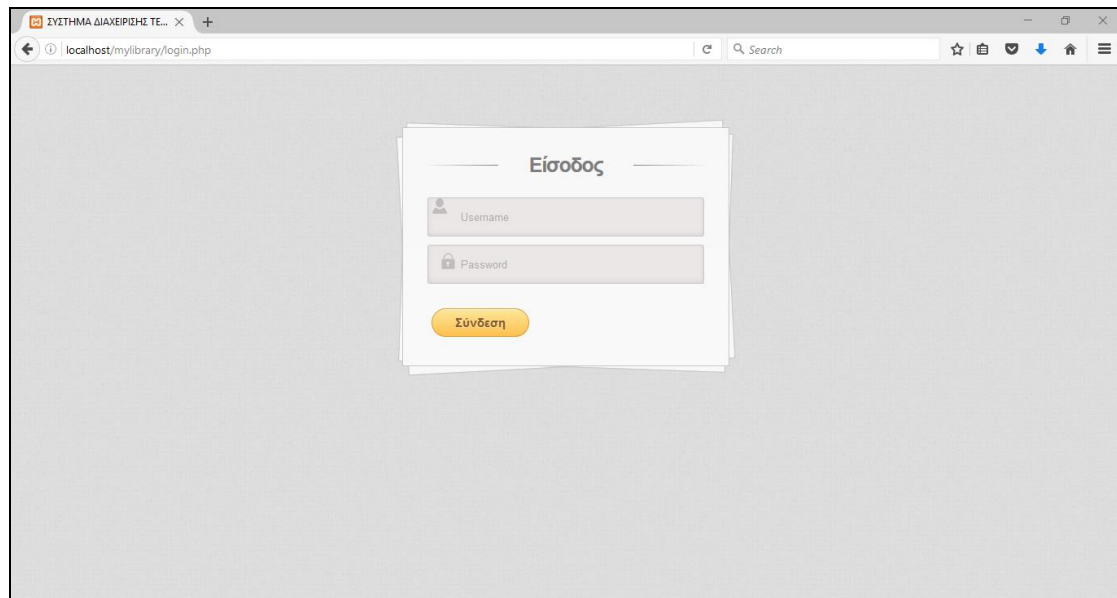 ΣΥΣΤΗΜΑ ΔΙΑΧΕΙΡΙΣΗΣ ΤΕ...
localhost/mylibrary/login.php
Search
Είσοδος
Username
Password
Σύνδεση